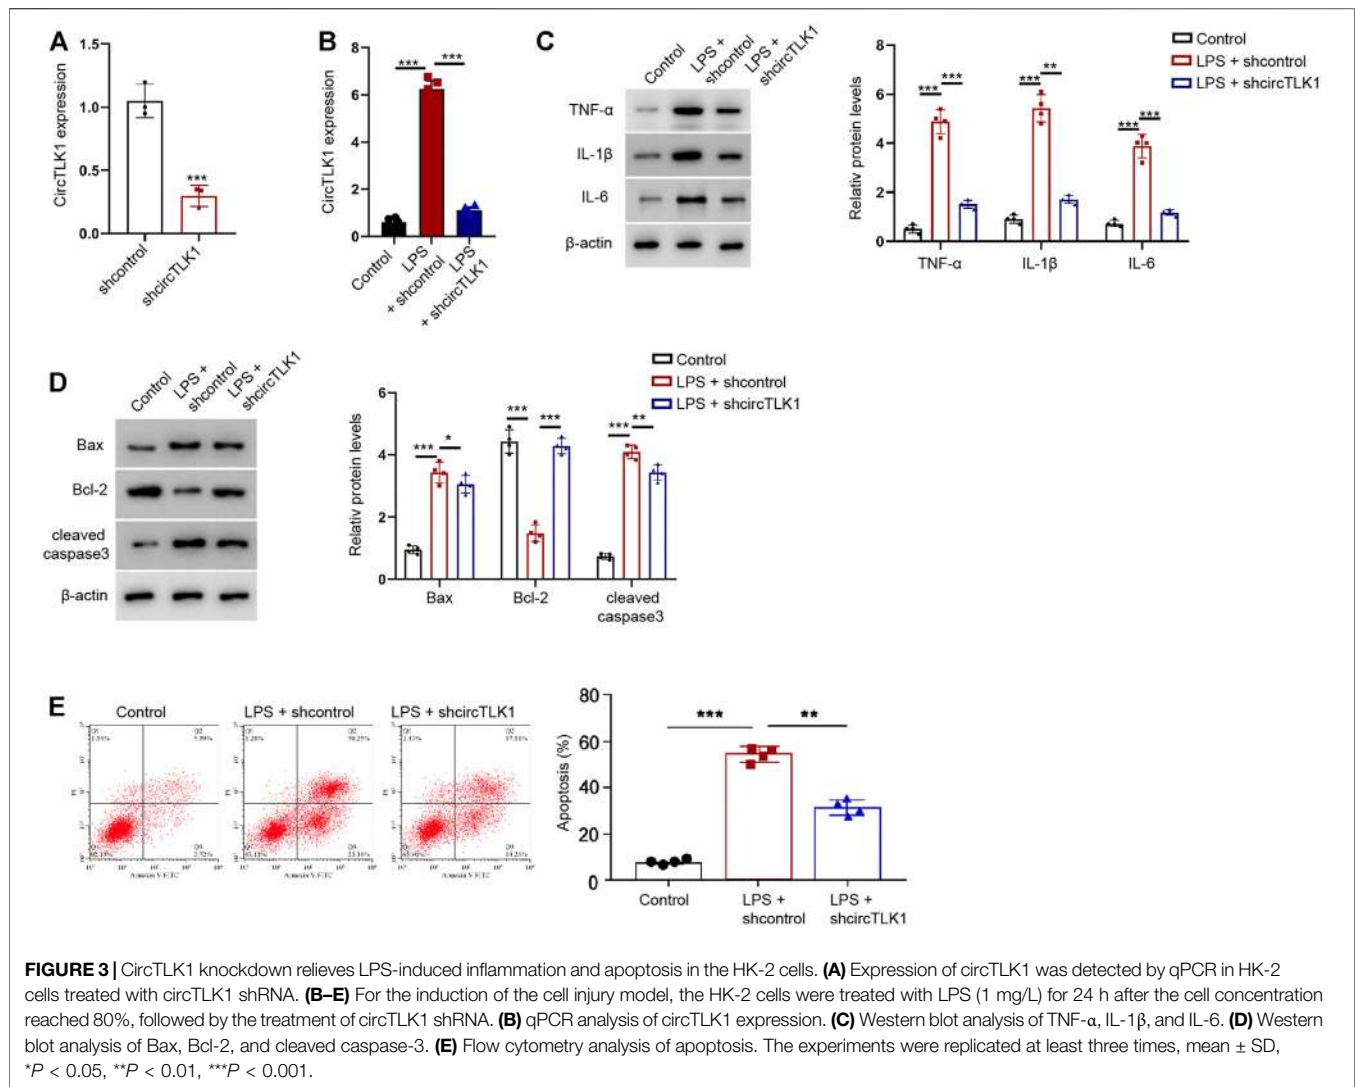 A
1.5
1.0
0.5
0.0
CircTLK1 expression
***
shcontrol
shcircTLK1
B
8
6
4
2
0
CircTLK1 expression
*** ***
Control
LPS
+ shcontrol
LPS
+ shcircTLK1
C
Control
LPS +
shcontrol
LPS +
shcircTLK1
TNF-α
IL-1β
IL-6
β-actin
Relativ protein levels
8
6
4
2
0
*** ***
*** **
*** ***
TNF-α
IL-1β
IL-6
Control
LPS + shcontrol
LPS + shcircTLK1
D
Control
LPS +
shcontrol
LPS +
shcircTLK1
Bax
Bcl-2
cleaved
caspase3
β-actin
Relativ protein levels
6
4
2
0
*** *
*** ***
*** **
Bax
Bcl-2
cleaved
caspase3
Control
LPS + shcontrol
LPS + shcircTLK1
E
Control
LPS + shcontrol
LPS + shcircTLK1
PI
Annexin V FITC
PI
Annexin V FITC
PI
Annexin V FITC
Apoptosis (%)
80
60
40
20
0
*** **
Control
LPS +
shcontrol
LPS +
shcircTLK1
FIGURE 3 | CircTLK1 knockdown relieves LPS-induced inflammation and apoptosis in the HK-2 cells. (A) Expression of circTLK1 was detected by qPCR in HK-2
cells treated with circTLK1 shRNA. (B–E) For the induction of the cell injury model, the HK-2 cells were treated with LPS (1 mg/L) for 24 h after the cell concentration
reached 80%, followed by the treatment of circTLK1 shRNA. (B) qPCR analysis of circTLK1 expression. (C) Western blot analysis of TNF-α, IL-1β, and IL-6. (D) Western
blot analysis of Bax, Bcl-2, and cleaved caspase-3. (E) Flow cytometry analysis of apoptosis. The experiments were replicated at least three times, mean ± SD,
*P < 0.05, **P < 0.01, ***P < 0.001.